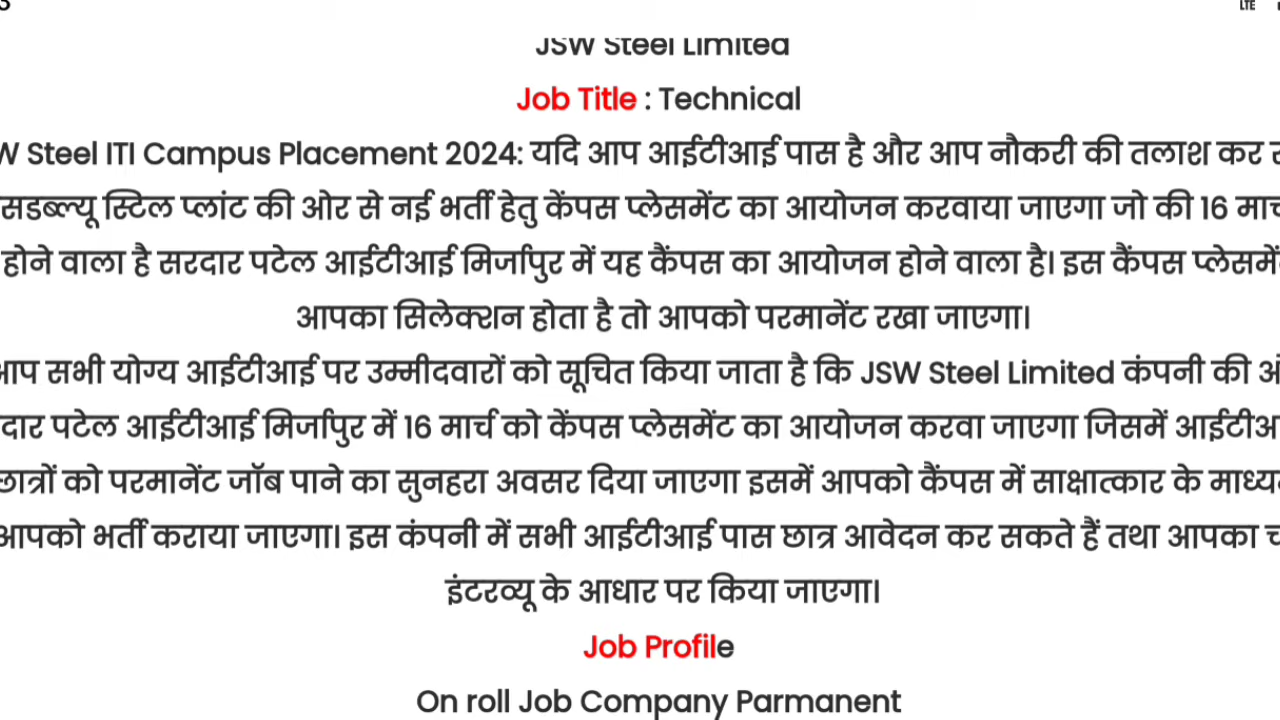 LTE
JSW Steel Limited
Job Title : Technical
Steel ITI Campus Placement 2024: यदि आप आईटीआई पास है और आप नौकरी की तलाश कर
स्टिल प्लांट की ओर से नई भर्ती हेतु केंपस प्लेसमेंट का आयोजन करवाया जाएगा जो की 16
होने वाला है सरदार पटेल आईटीआई मिर्जापुर में यह कैंपस का आयोजन होने वाला है। इस कैंपस
आपका सिलेक्शन होता है तो आपको परमानेंट रखा जाएगा।
आप सभी योग्य आईटीआई पर उम्मीदवारों को सूचित किया जाता है कि JSW Steel Limited कंपनी की
पटेल आईटीआई मिर्जापुर में 16 मार्च को केंपस प्लेसमेंट का आयोजन करवा जाएगा जिसमें
छात्रों को परमानेंट जॉब पाने का सुनहरा अवसर दिया जाएगा इसमें आपको कैंपस में साक्षात्कार के
आपको भर्ती कराया जाएगा। इस कंपनी में सभी आईटीआई पास छात्र आवेदन कर सकते हैं तथा आपका
इंटरव्यू के आधार पर किया जाएगा।
Job Profile
On roll Job Company Parmanent